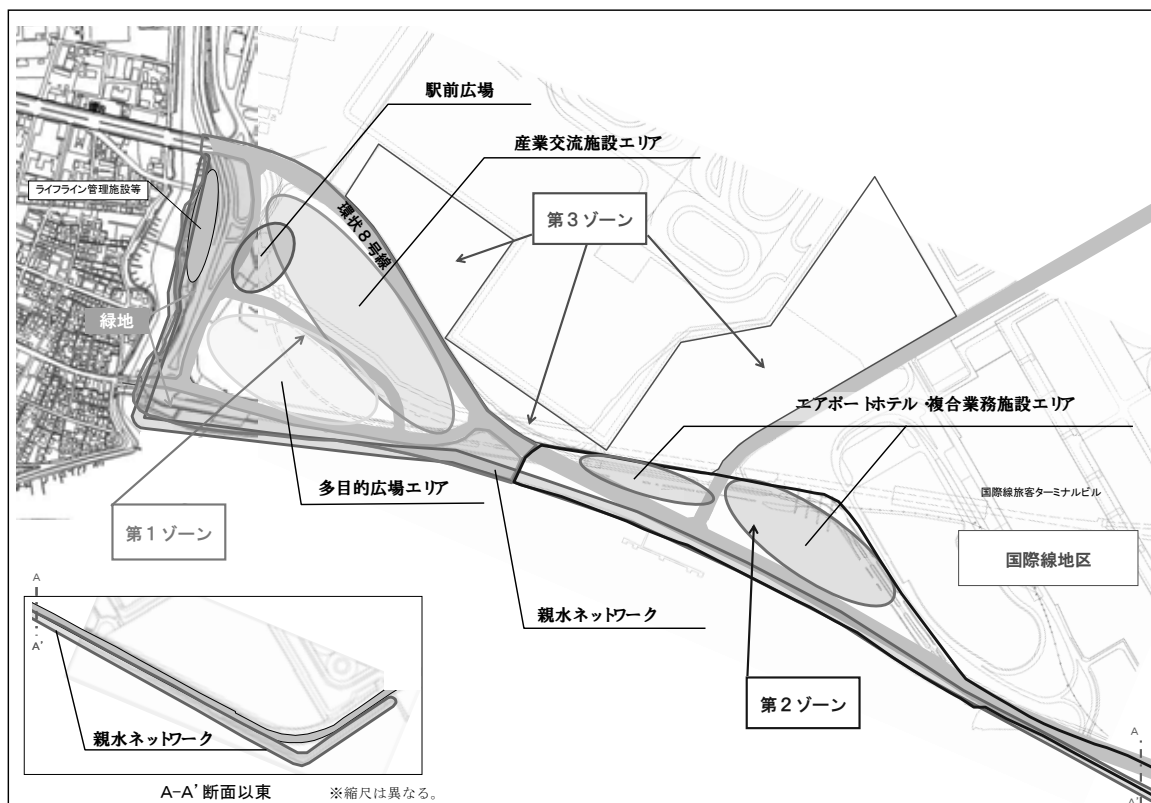 駅前広場
産業交流施設エリア
ライフライン管理施設等
第3ゾーン
環状8号線
緑地
エアポートホテル・複合業務施設エリア
多目的広場エリア
国際線旅客ターミナルビル
第1ゾーン
国際線地区
親水ネットワーク
第2ゾーン
A
A'
親水ネットワーク
A
A'
A-A'断面以東
※縮尺は異なる。